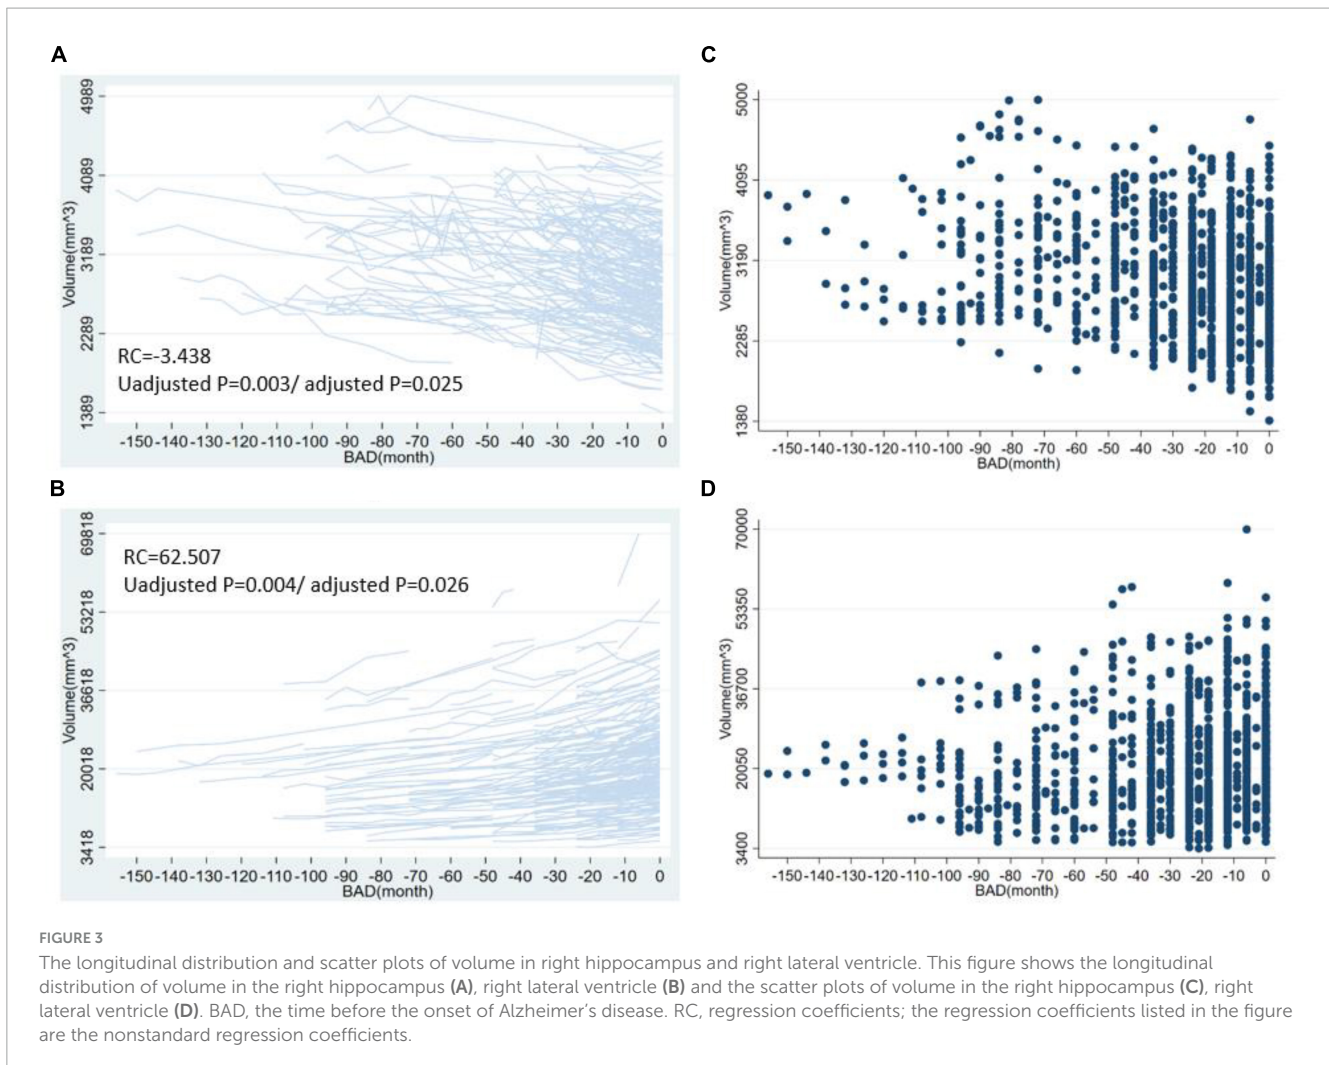 A
4989
4089
3189
2289
1389
Volume(mm^3)
RC=-3.438
Uadjusted P=0.003/ adjusted P=0.025
-150 -140 -130 -120 -110 -100 -90 -80 -70 -60 -50 -40 -30 -20 -10 0
BAD(month)
C
5000
4095
3190
2285
1380
Volume(mm^3)
-150 -140 -130 -120 -110 -100 -90 -80 -70 -60 -50 -40 -30 -20 -10 0
BAD(month)
B
69818
53218
36618
20018
3418
Volume(mm^3)
RC=62.507
Uadjusted P=0.004/ adjusted P=0.026
-150 -140 -130 -120 -110 -100 -90 -80 -70 -60 -50 -40 -30 -20 -10 0
BAD(month)
D
70000
53350
36700
20050
3400
Volume(mm^3)
-150 -140 -130 -120 -110 -100 -90 -80 -70 -60 -50 -40 -30 -20 -10 0
BAD(month)
FIGURE 3
The longitudinal distribution and scatter plots of volume in right hippocampus and right lateral ventricle. This figure shows the longitudinal
distribution of volume in the right hippocampus (A), right lateral ventricle (B) and the scatter plots of volume in the right hippocampus (C), right
lateral ventricle (D). BAD, the time before the onset of Alzheimer's disease. RC, regression coefficients; the regression coefficients listed in the figure
are the nonstandard regression coefficients.